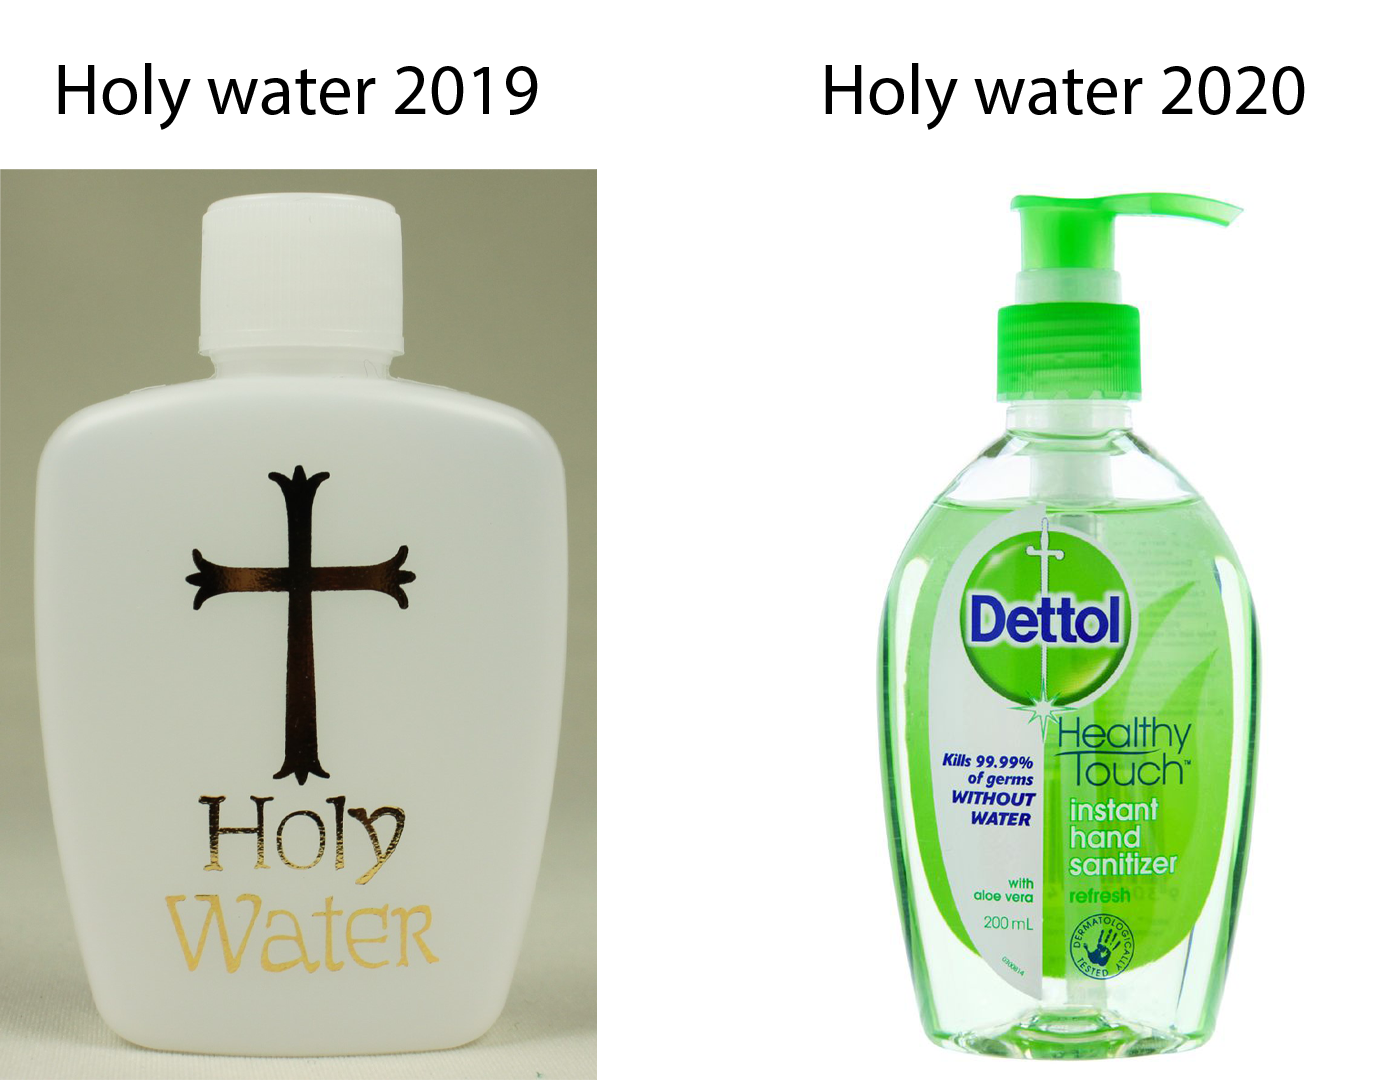 Holy water 2019
Holy water 2020
Holy
Water
Dettol
Healthy
Touch™
Kills 99.99%
of germs
WITHOUT
WATER
instant
hand
sanitizer
with
aloe vera
refresh
200 mL
DERMATOLOGICALLY
TESTED